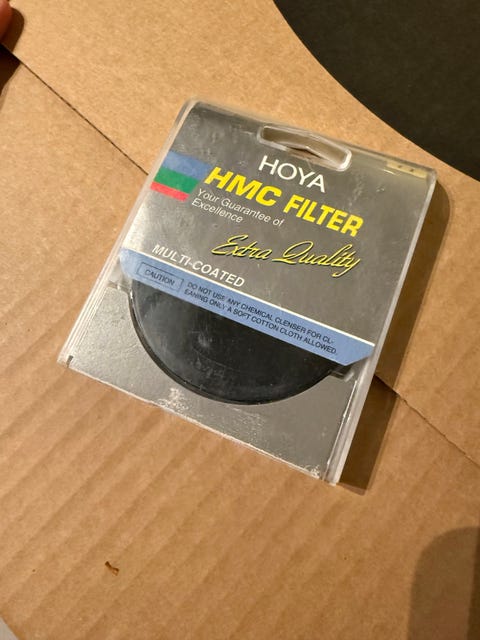 HOYA
HMC FILTER
Your Guarantee of
Excellence
Extra Quality
MULTI-COATED
CAUTION
DO NOT USE ANY CHEMICAL CLENSER FOR CL-
EANING ONLY A SOFT COTTON CLOTH ALLOWED.